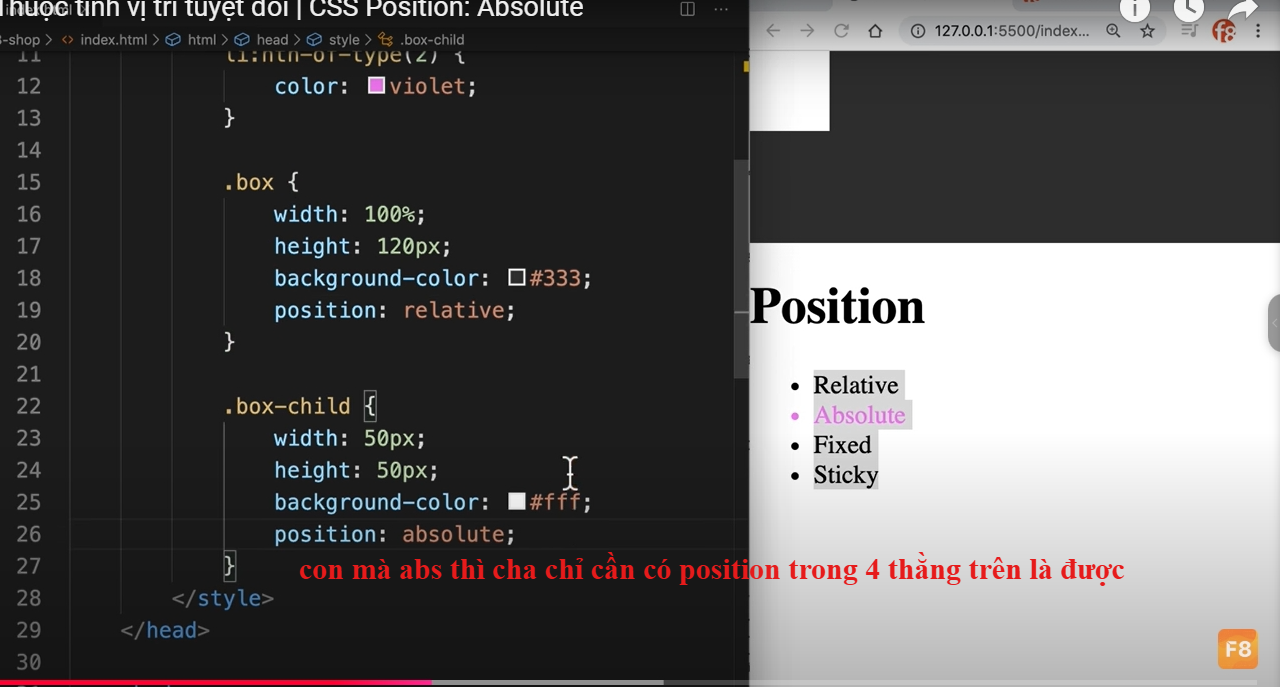 Thuộc tính vị trí tuyệt đối | CSS Position: Absolute
-shop > <> index.html > html > head > style > .box-child
127.0.0.1:5500/index...
11 li:nth-of-type(2) {
12 color: violet;
13 }
14
15 .box {
16 width: 100%;
17 height: 120px;
18 background-color: #333;
19 position: relative;
20 }
21
22 .box-child {
23 width: 50px;
24 height: 50px;
25 background-color: #fff;
26 position: absolute;
27 }
28 </style>
29 </head>
30
Position
• Relative
• Absolute
• Fixed
• Sticky
con mà abs thì cha chỉ cần có position trong 4 thằng trên là được
F8